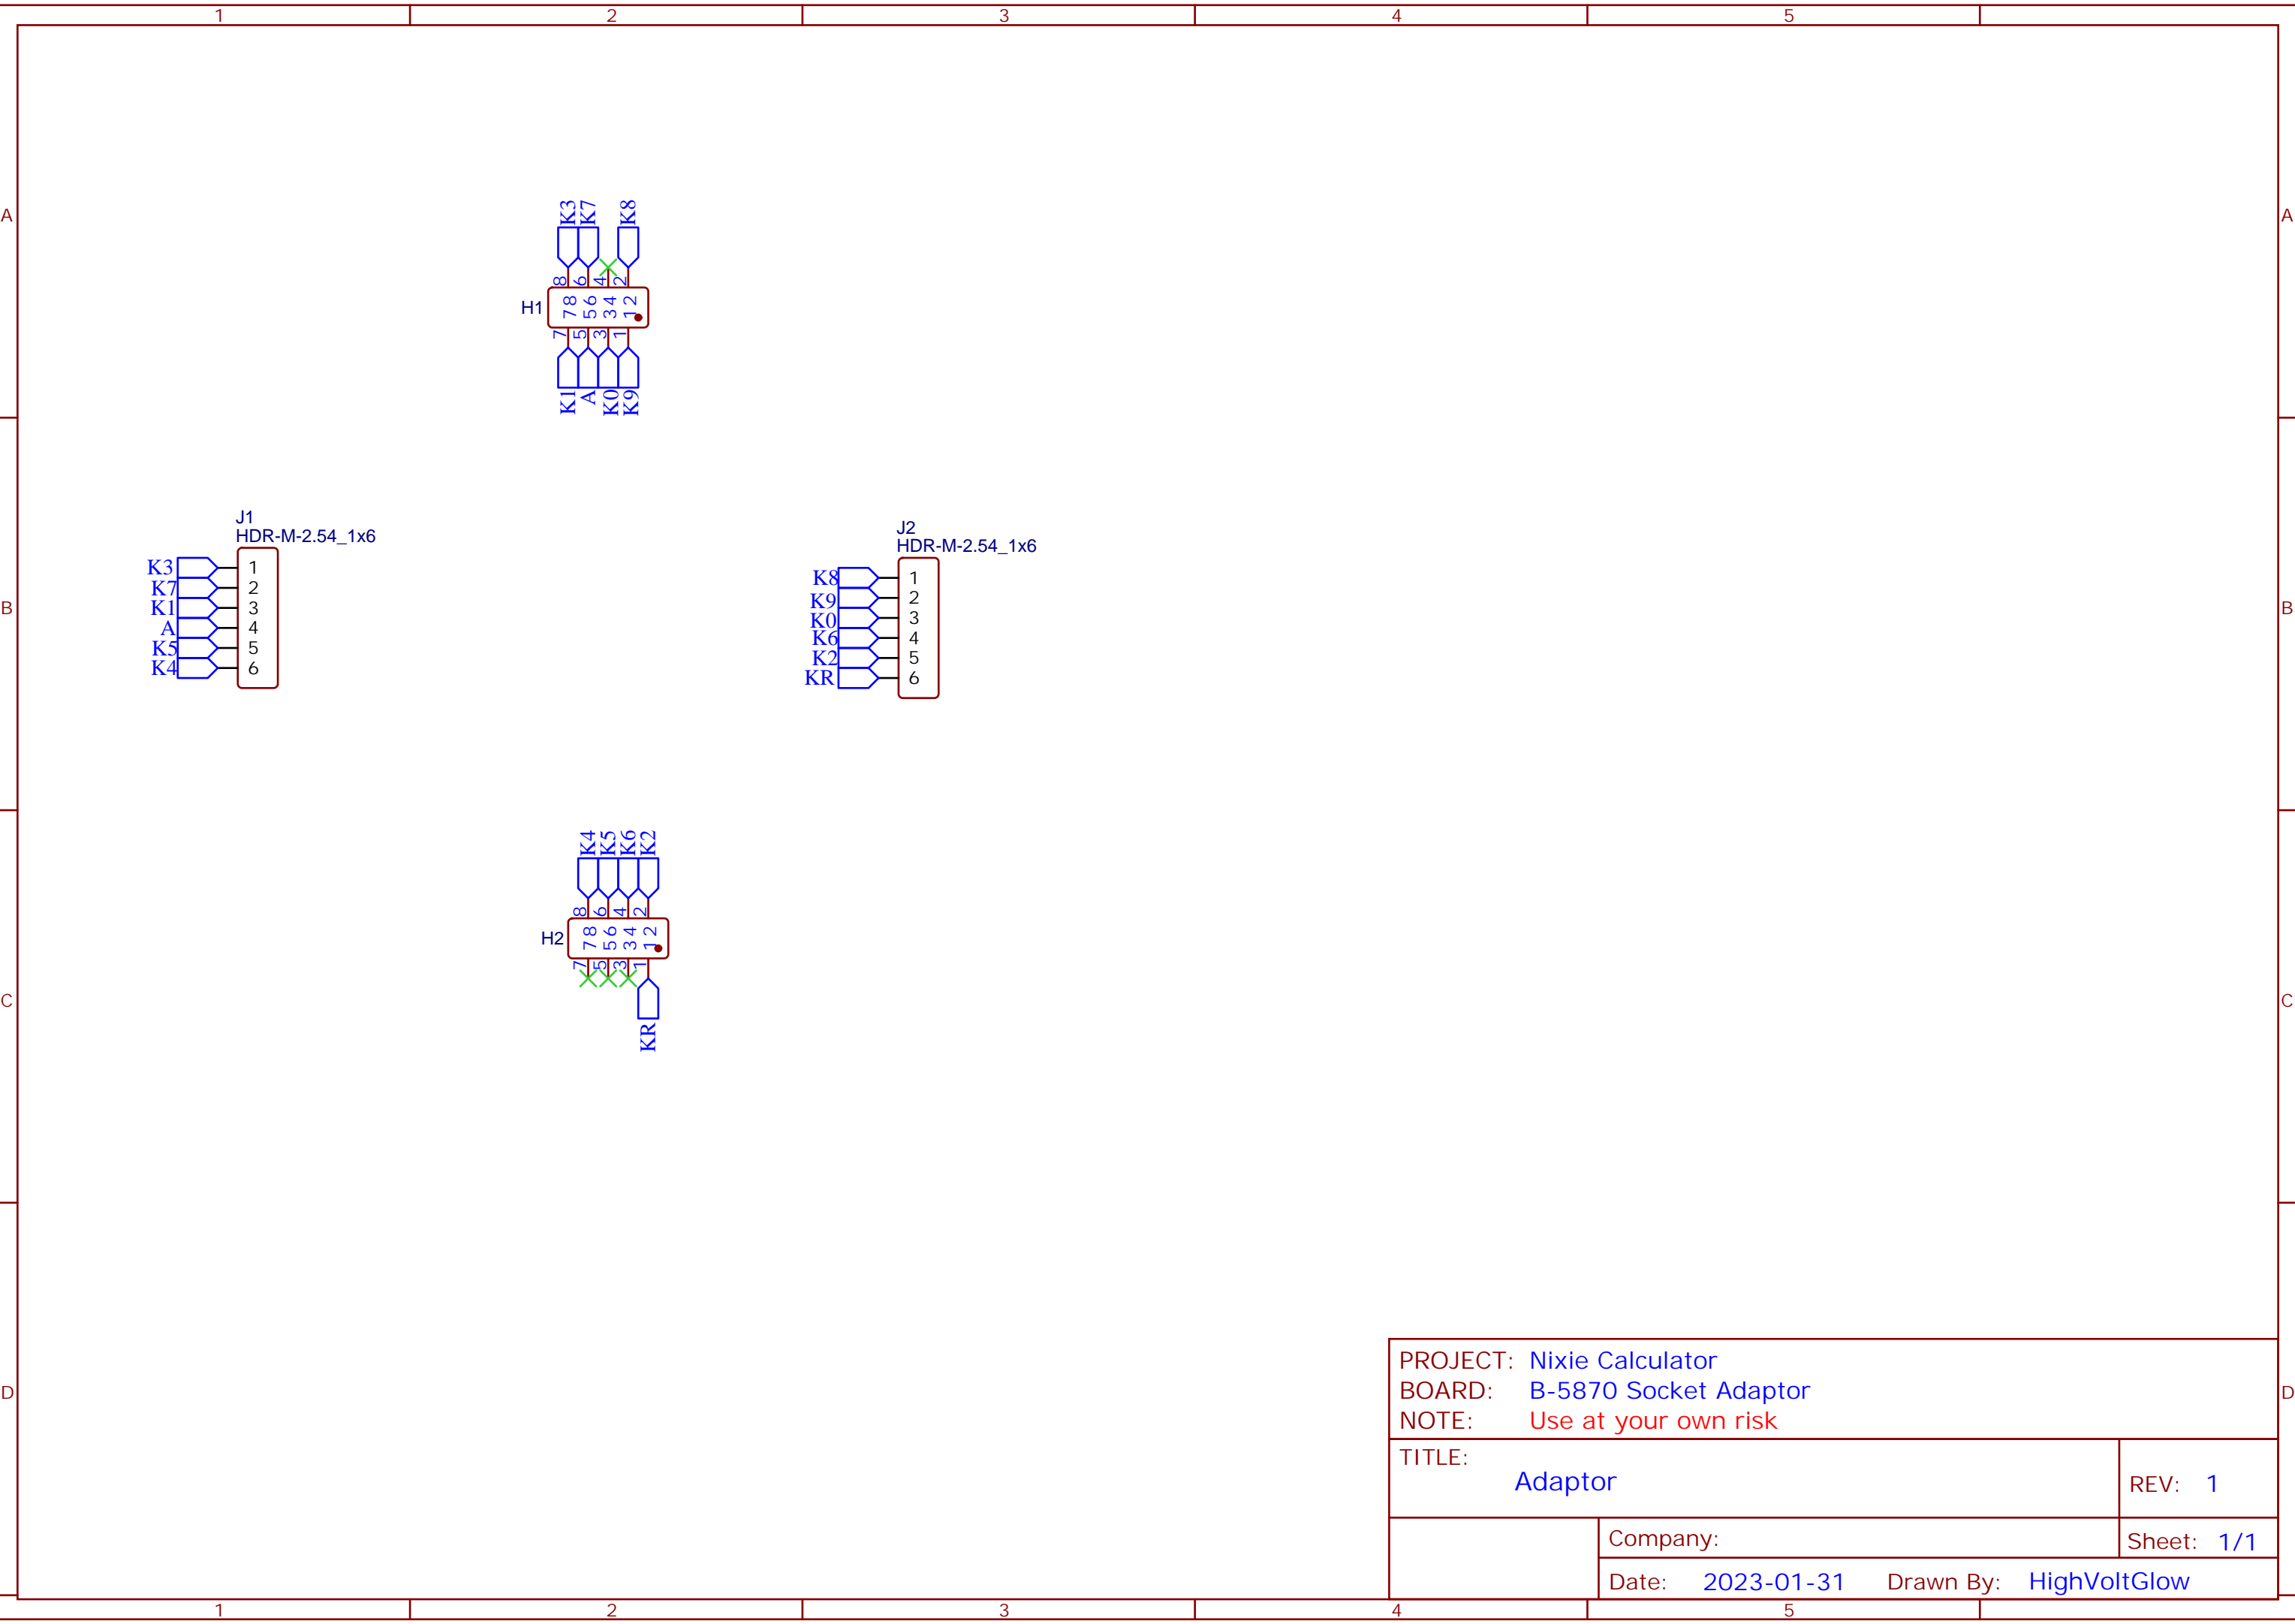 1 2 3 4 5
A A
K3 K7 K8
8 6 4 2
H1 7 8 5 6 3 4 1 2
7 5 3 1
K1 A K0 K9
J1
HDR-M-2.54_1x6
K3 1
K7 2
K1 3
A 4
K5 5
K4 6
J2
HDR-M-2.54_1x6
K8 1
K9 2
K0 3
K6 4
K2 5
KR 6
B B
K4 K5 K6 K2
8 6 4 2
H2 7 8 5 6 3 4 1 2
7 5 3 1
KR
C C
PROJECT: Nixie Calculator
BOARD: B-5870 Socket Adaptor
NOTE: Use at your own risk
D D
TITLE:
Adaptor
REV: 1
Company:
Sheet: 1/1
Date: 2023-01-31 Drawn By: HighVoltGlow
1 2 3 4 5